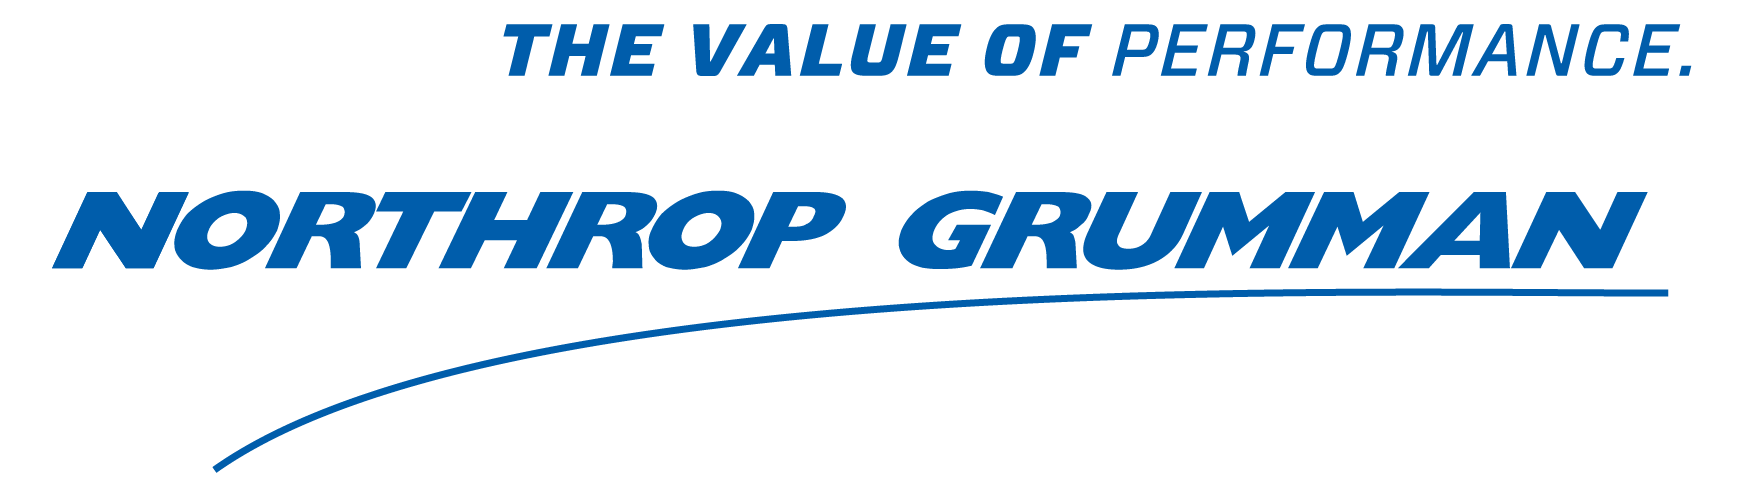 THE VALUE OF PERFORMANCE.
NORTHROP GRUMMAN